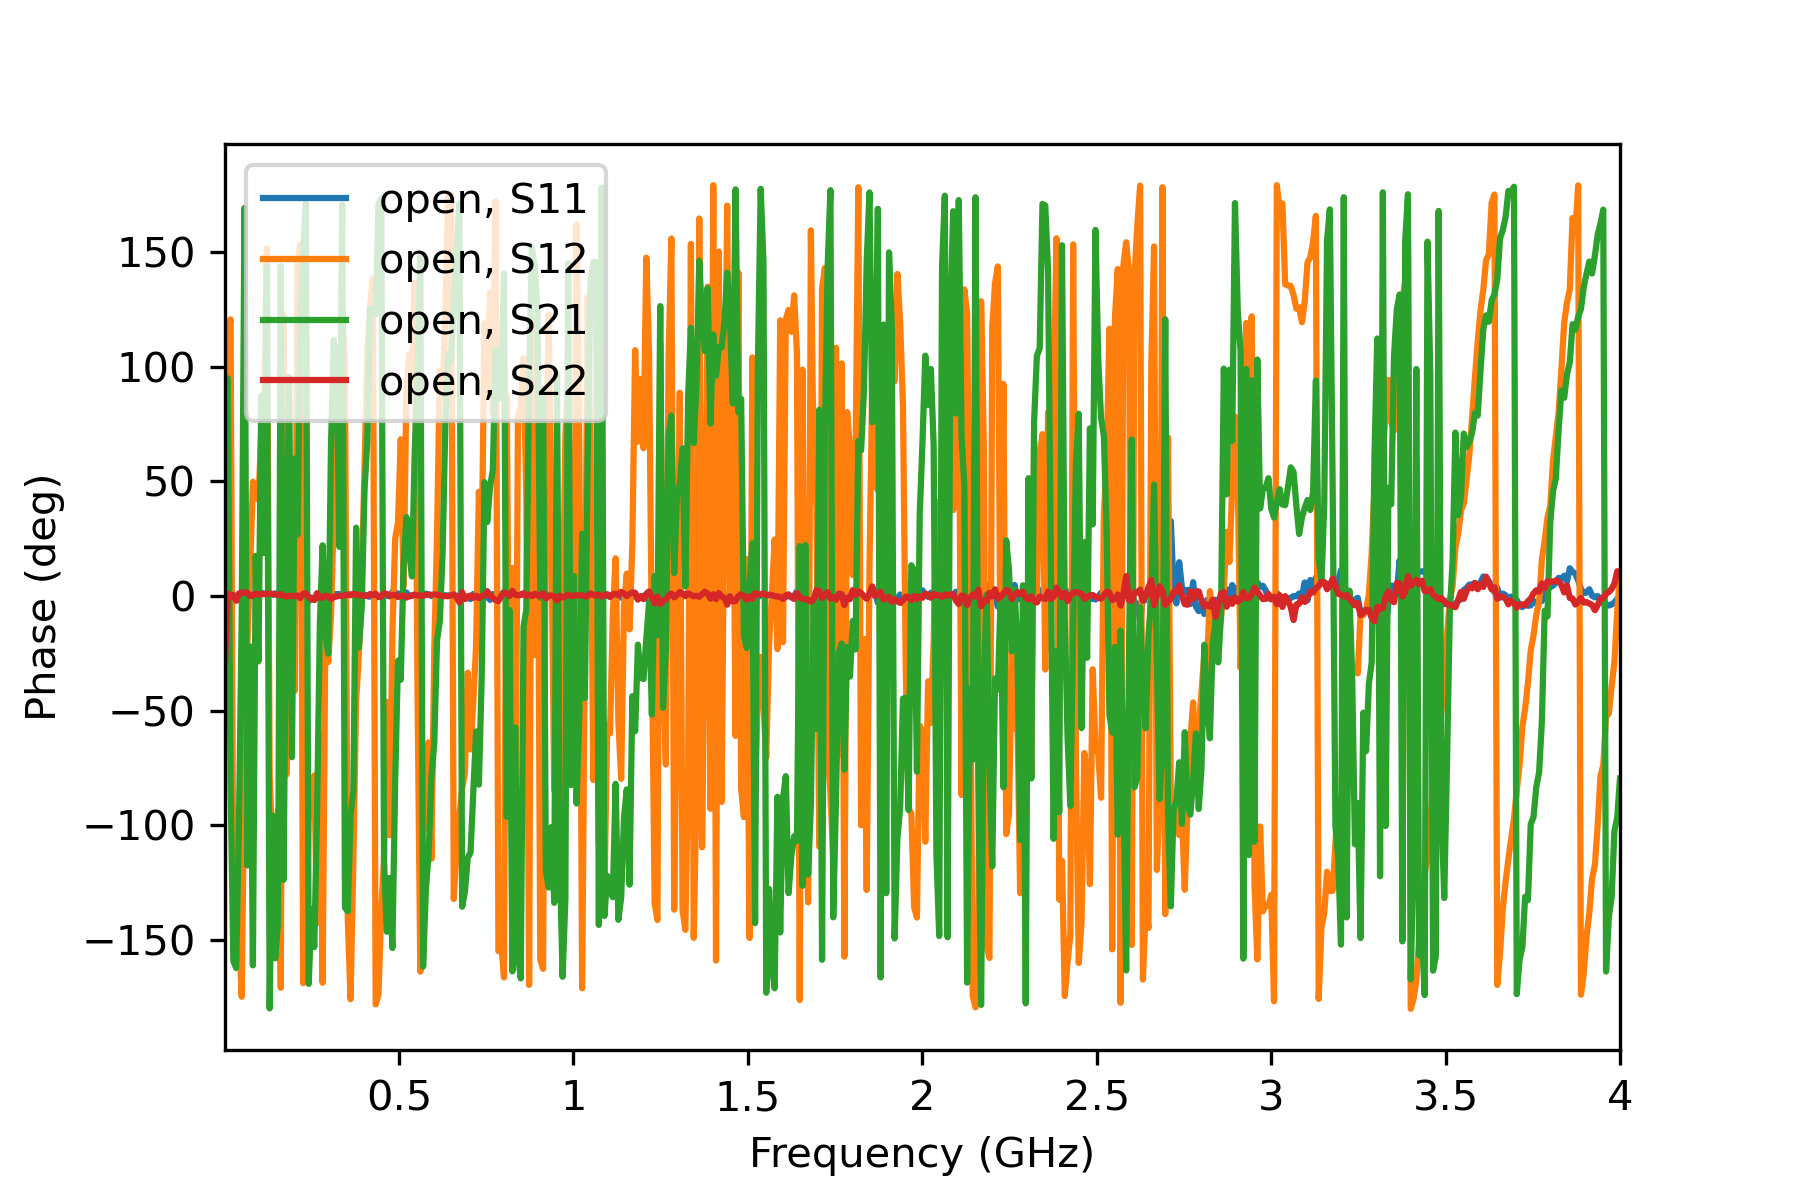 open, S11
open, S12
open, S21
open, S22
150
100
50
0
−50
−100
−150
Phase (deg)
0.5
1
1.5
2
2.5
3
3.5
4
Frequency (GHz)